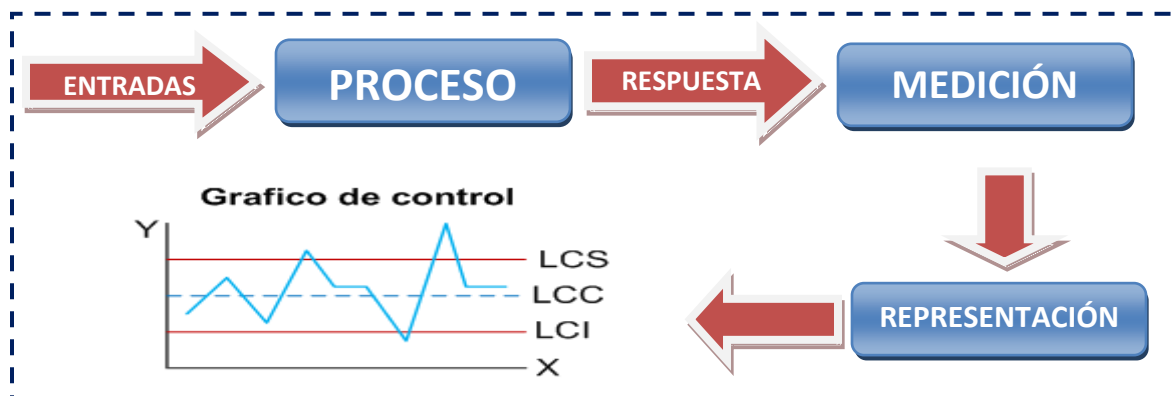 ENTRADAS
PROCESO
RESPUESTA
MEDICIÓN
Grafico de control
Y
LCS
LCC
LCI
X
REPRESENTACIÓN